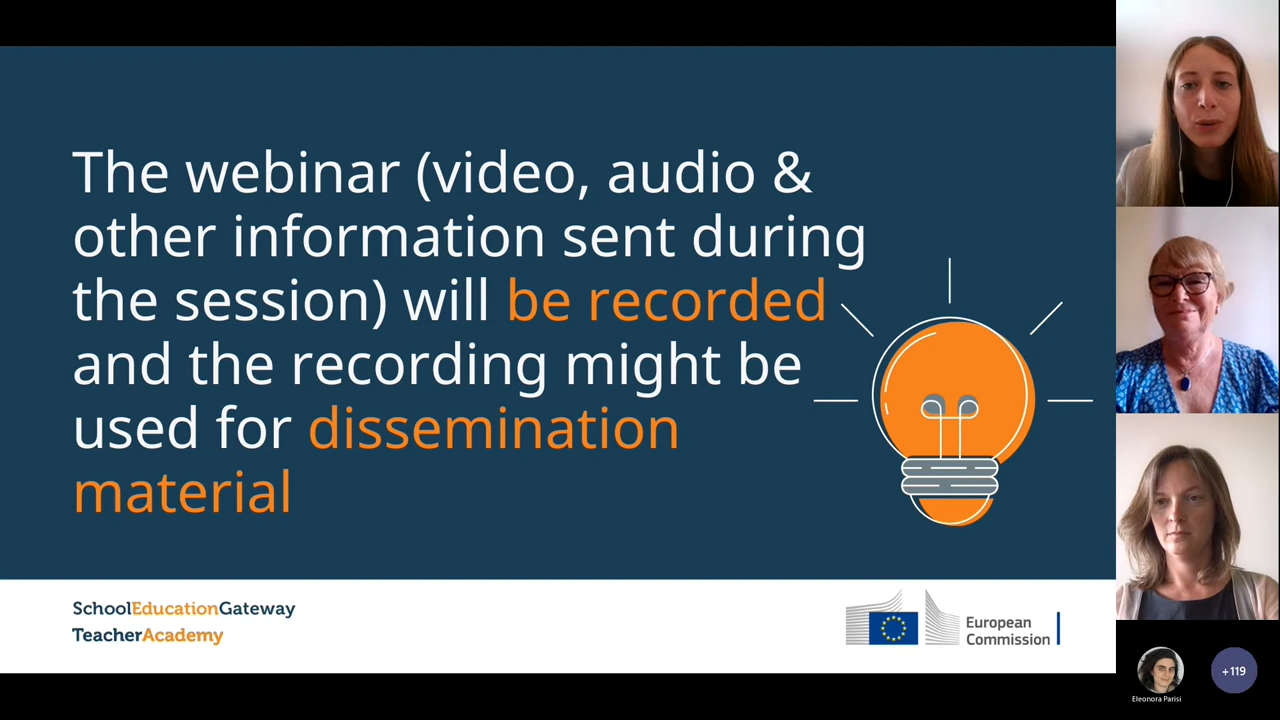 The webinar (video, audio &
other information sent during
the session) will be recorded
and the recording might be
used for dissemination
material
SchoolEducationGateway
TeacherAcademy
European
Commission
Eleonora Parisi
+119